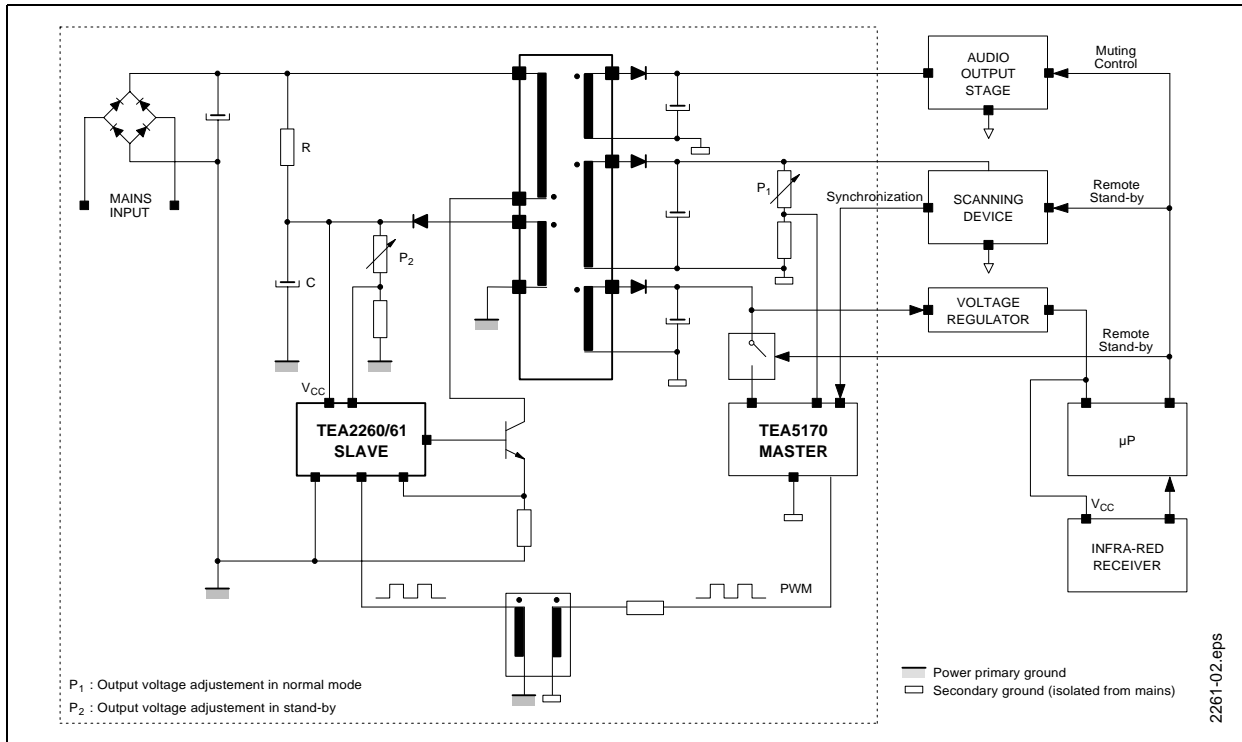 AUDIO
OUTPUT
STAGE
Muting
Control
R
MAINS
INPUT
P1
Synchronization
SCANNING
DEVICE
Remote
Stand-by
P2
C
VOLTAGE
REGULATOR
Remote
Stand-by
VCC
TEA2260/61
SLAVE
TEA5170
MASTER
µP
VCC
INFRA-RED
RECEIVER
PWM
P1 : Output voltage adjustement in normal mode
P2 : Output voltage adjustement in stand-by
Power primary ground
Secondary ground (isolated from mains)
2261-02.eps